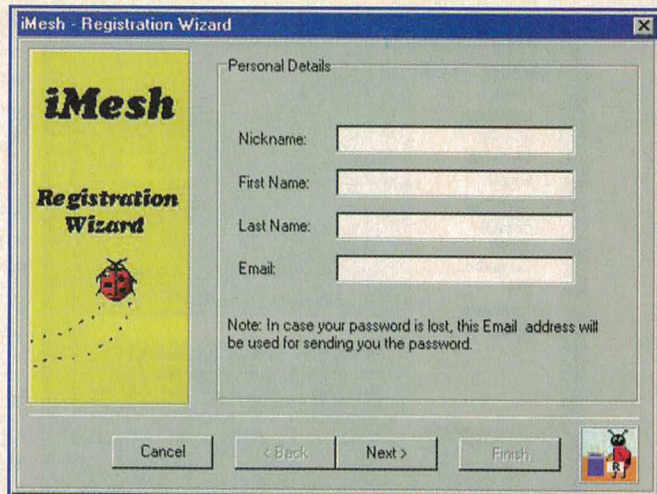 iMesh - Registration Wizard
iMesh
Registration
Wizard
Personal Details
Nickname:
First Name:
Last Name:
Email:
Note: In case your password is lost, this Email address will
be used for sending you the password.
Cancel
< Back
Next >
Finish
R